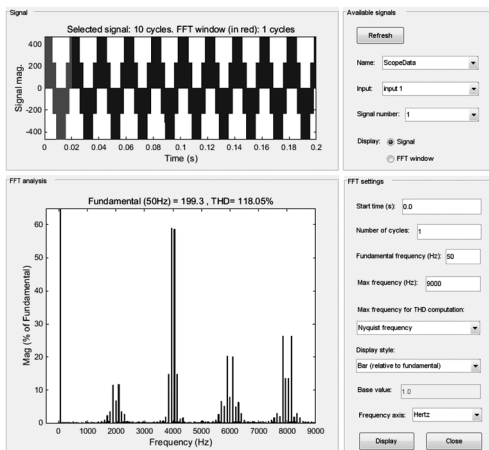 Signal
Selected signal: 10 cycles. FFT window (in red): 1 cycles
Signal mag.
400
200
0
-200
-400
0 0.02 0.04 0.06 0.08 0.1 0.12 0.14 0.16 0.18 0.2
Time (s)
Available signals
Refresh
Name: ScopeData
Input: input 1
Signal number: 1
Display: Signal
FFT window
FFT analysis
Fundamental (50Hz) = 199.3 , THD= 118.05%
Mag (% of Fundamental)
60
50
40
30
20
10
0
0 1000 2000 3000 4000 5000 6000 7000 8000 9000
Frequency (Hz)
FFT settings
Start time (s): 0.0
Number of cycles: 1
Fundamental frequency (Hz): 50
Max frequency (Hz): 9000
Max frequency for THD computation:
Nyquist frequency
Display style:
Bar (relative to fundamental)
Base value: 1.0
Frequency axis: Hertz
Display Close